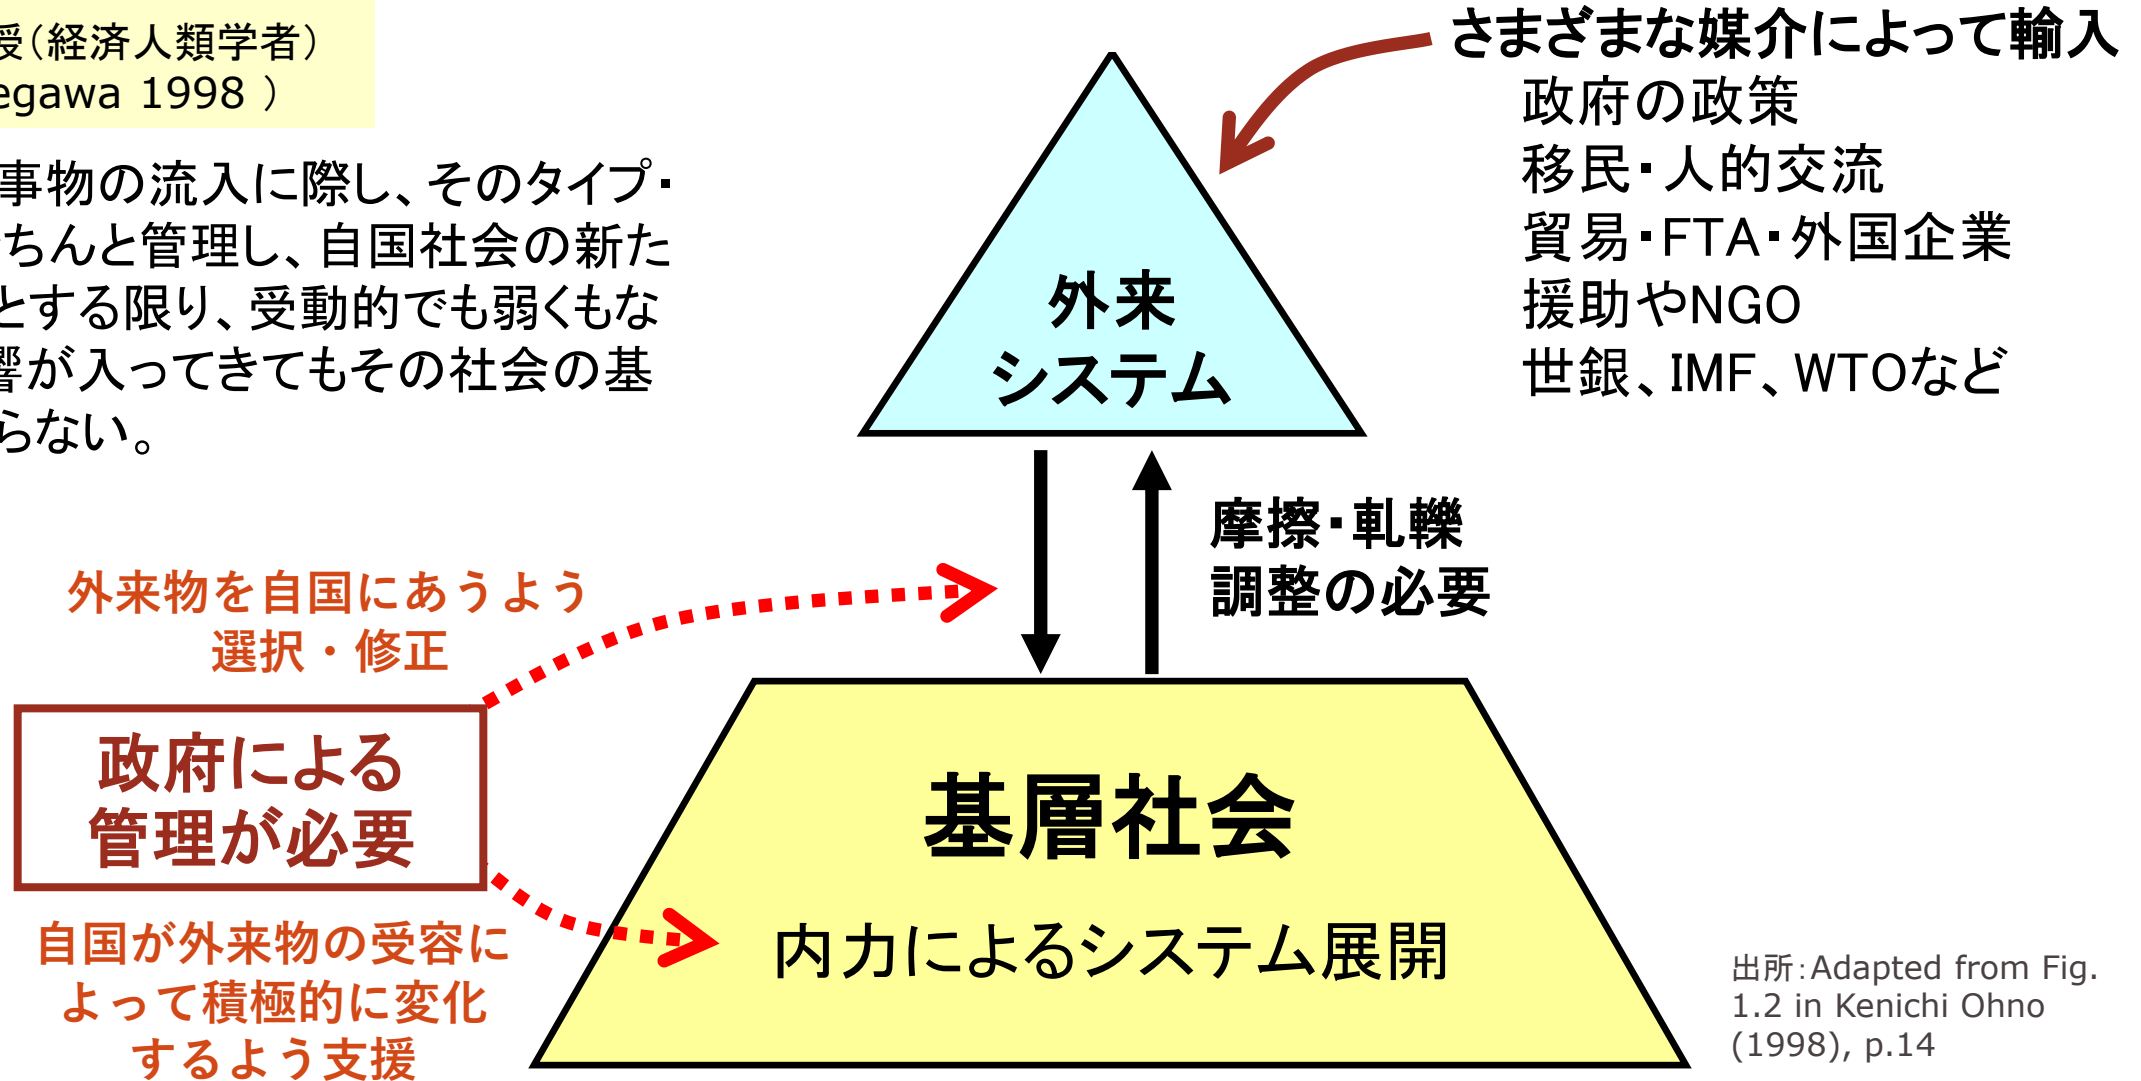 授（経済人類学者）
egawa 1998 ）
事物の流入に際し、そのタイプ・
ちんと管理し、自国社会の新た
とする限り、受動的でも弱くもな
響が入ってきてもその社会の基
らない。
さまざまな媒介によって輸入
政府の政策
移民・人的交流
貿易・FTA・外国企業
援助やNGO
世銀、IMF、WTOなど
外来
システム
摩擦・軋轢
調整の必要
外来物を自国にあうよう
選択・修正
政府による
管理が必要
自国が外来物の受容に
よって積極的に変化
するよう支援
基層社会
内力によるシステム展開
出所：Adapted from Fig.
1.2 in Kenichi Ohno
(1998), p.14